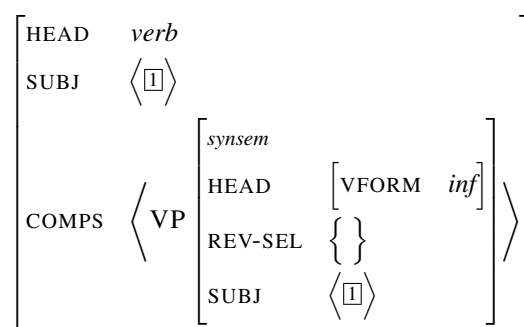 HEAD verb
SUBJ ⟨[1]⟩
synsem
HEAD [VFORM inf]
COMPS ⟨VP
REV-SEL { }
SUBJ ⟨[1]⟩